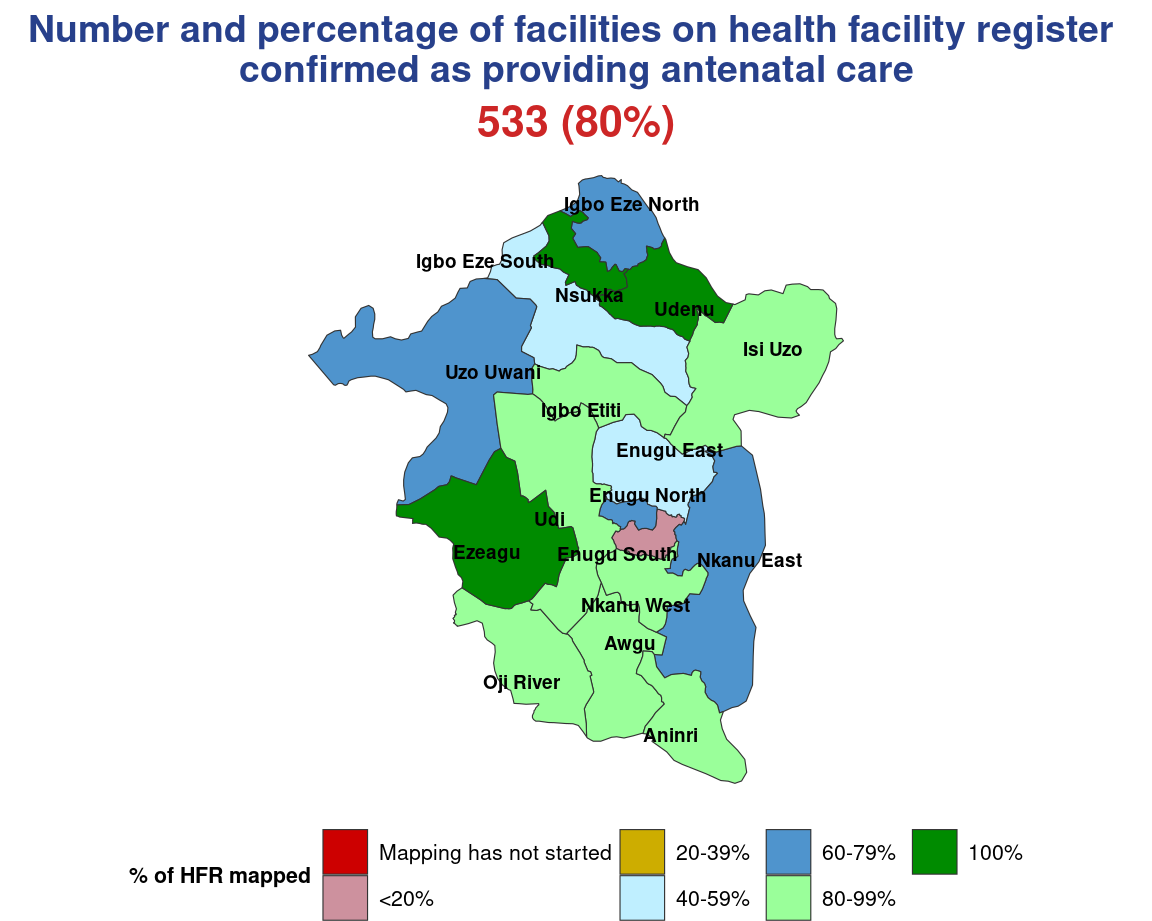 Number and percentage of facilities on health facility register
confirmed as providing antenatal care
533 (80%)
Igbo Eze North
Igbo Eze South
Nsukka
Udenu
Isi Uzo
Uzo Uwani
Igbo Etiti
Enugu East
Enugu North
Udi
Ezeagu
Enugu South
Nkanu East
Nkanu West
Awgu
Oji River
Aninri
% of HFR mapped
Mapping has not started
<20%
20-39%
40-59%
60-79%
80-99%
100%